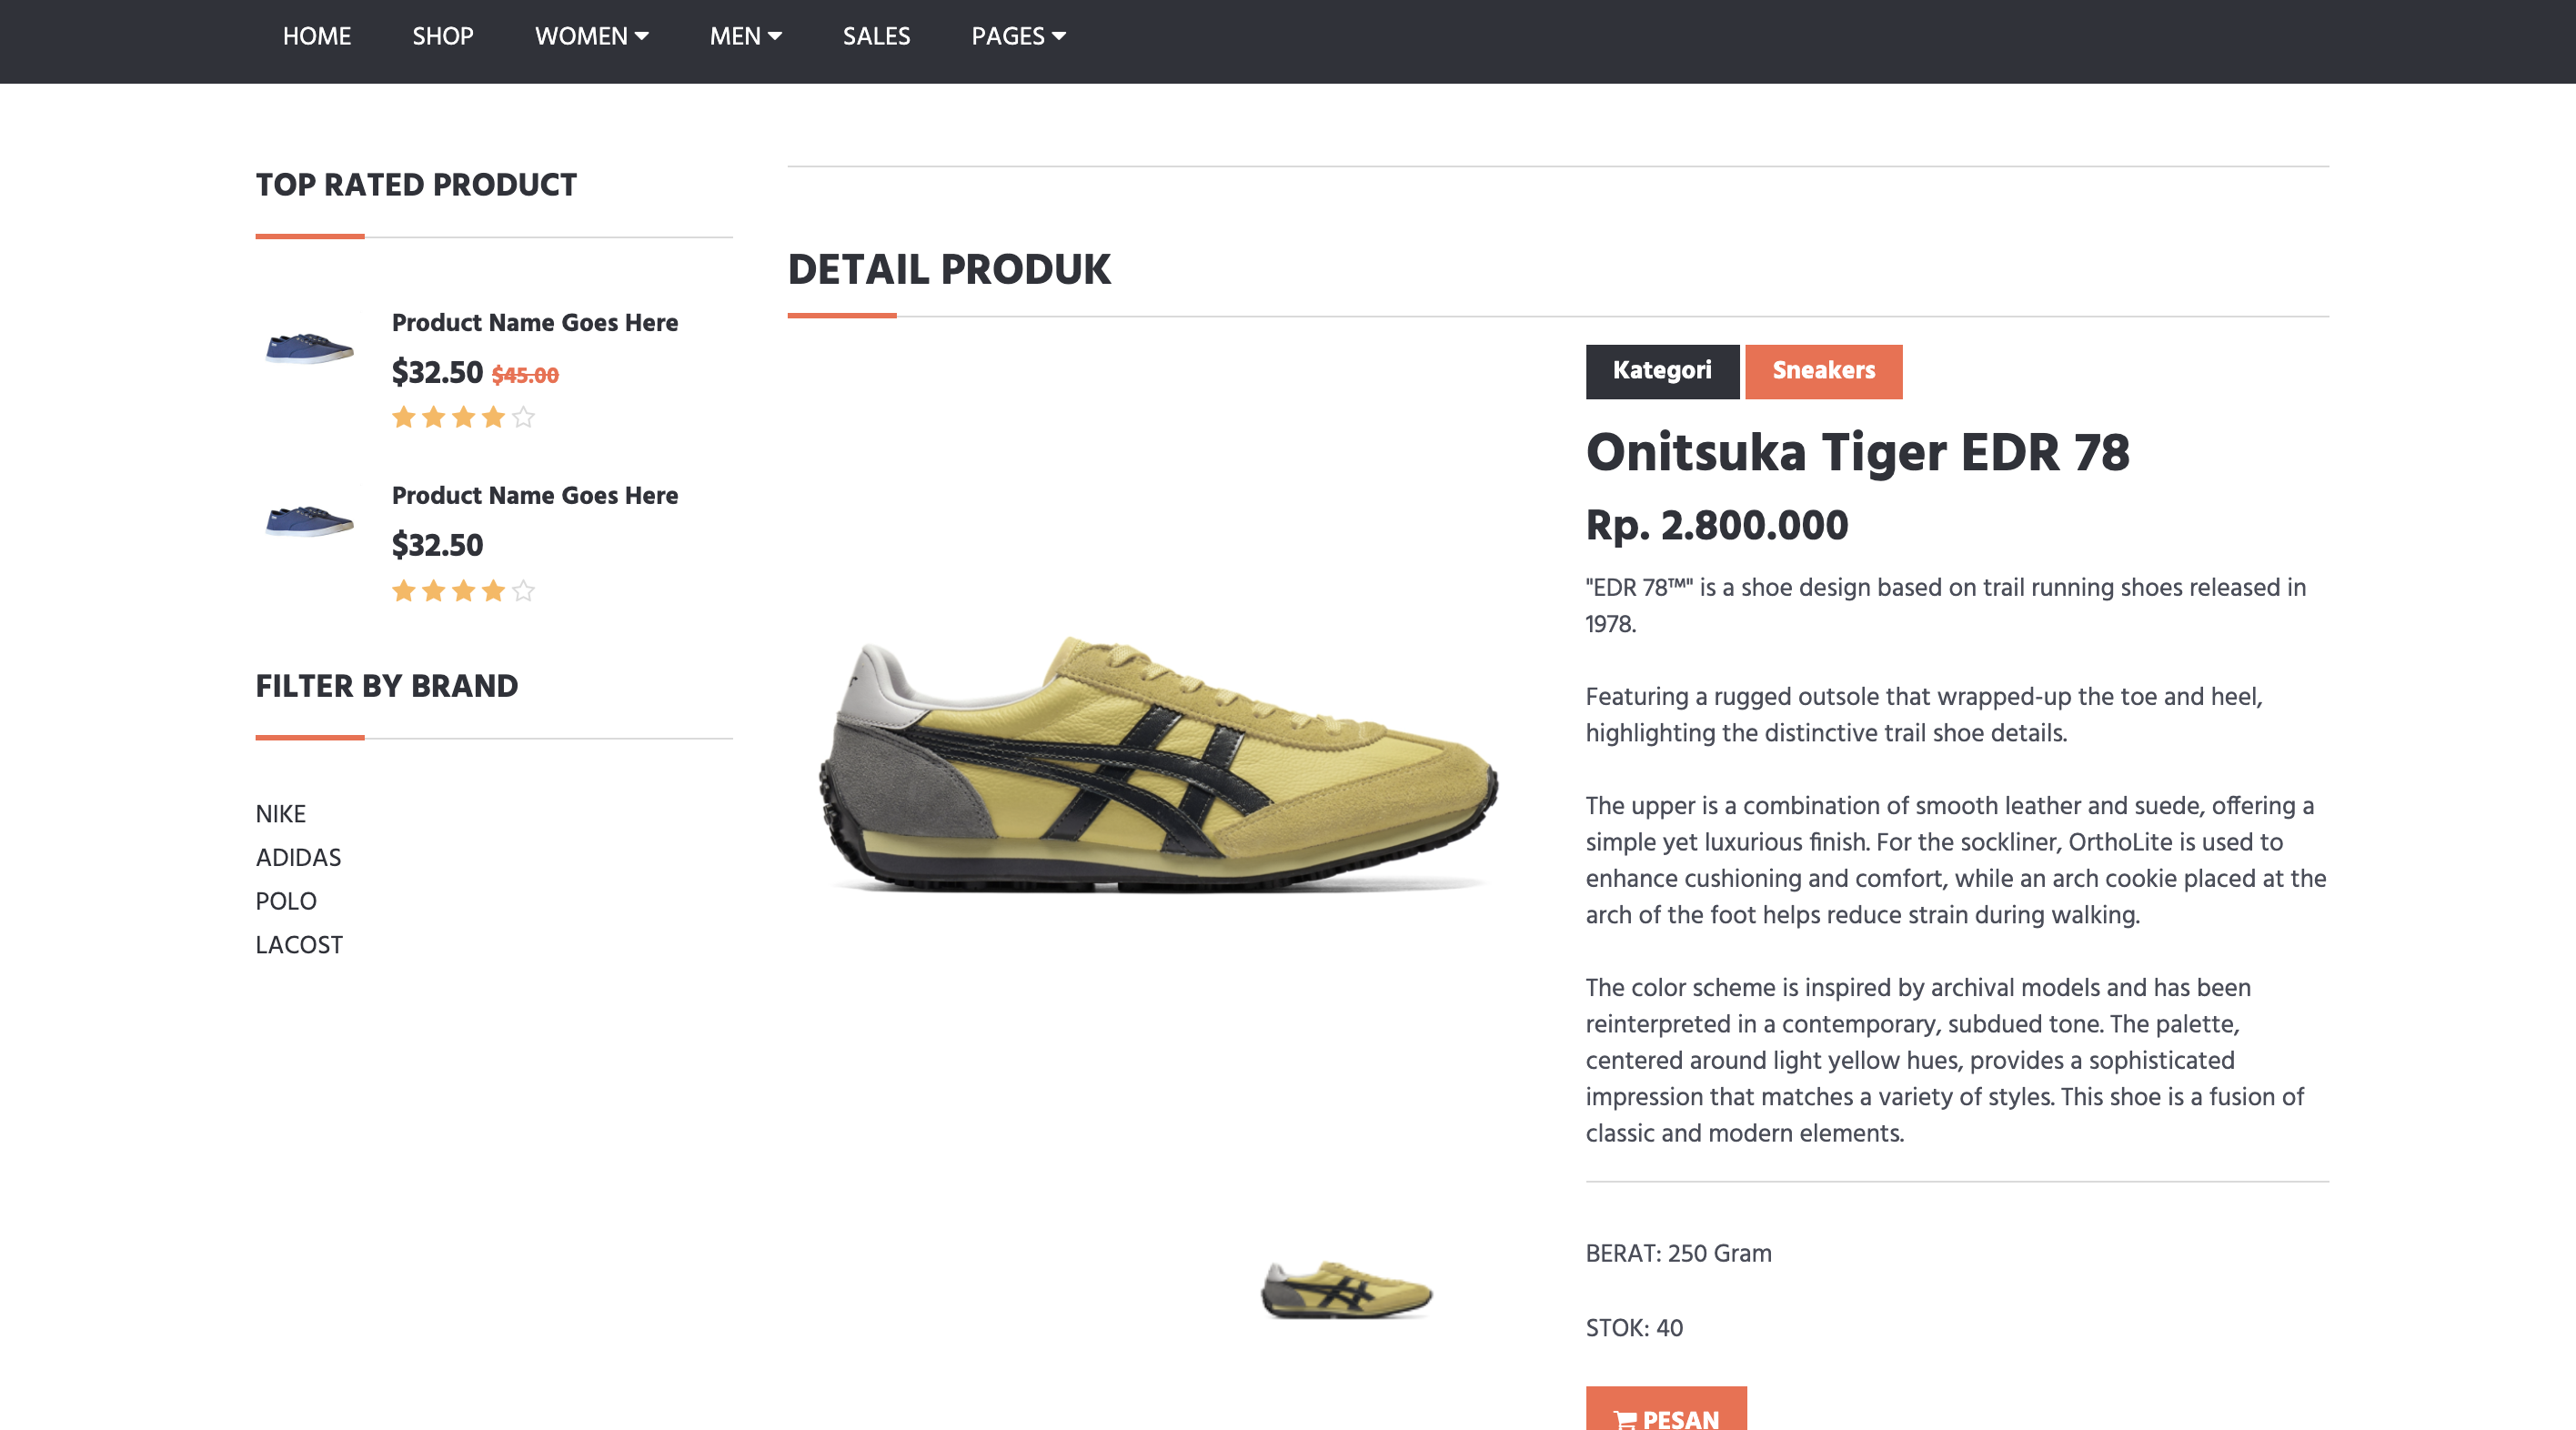 HOME SHOP WOMEN MEN SALES PAGES
TOP RATED PRODUCT
Product Name Goes Here
$32.50 $45.00
Product Name Goes Here
$32.50
FILTER BY BRAND
NIKE
ADIDAS
POLO
LACOST
DETAIL PRODUK
Kategori Sneakers
Onitsuka Tiger EDR 78
Rp. 2.800.000
"EDR 78™" is a shoe design based on trail running shoes released in
1978.
Featuring a rugged outsole that wrapped-up the toe and heel,
highlighting the distinctive trail shoe details.
The upper is a combination of smooth leather and suede, offering a
simple yet luxurious finish. For the sockliner, OrthoLite is used to
enhance cushioning and comfort, while an arch cookie placed at the
arch of the foot helps reduce strain during walking.
The color scheme is inspired by archival models and has been
reinterpreted in a contemporary, subdued tone. The palette,
centered around light yellow hues, provides a sophisticated
impression that matches a variety of styles. This shoe is a fusion of
classic and modern elements.
BERAT: 250 Gram
STOK: 40
PESAN